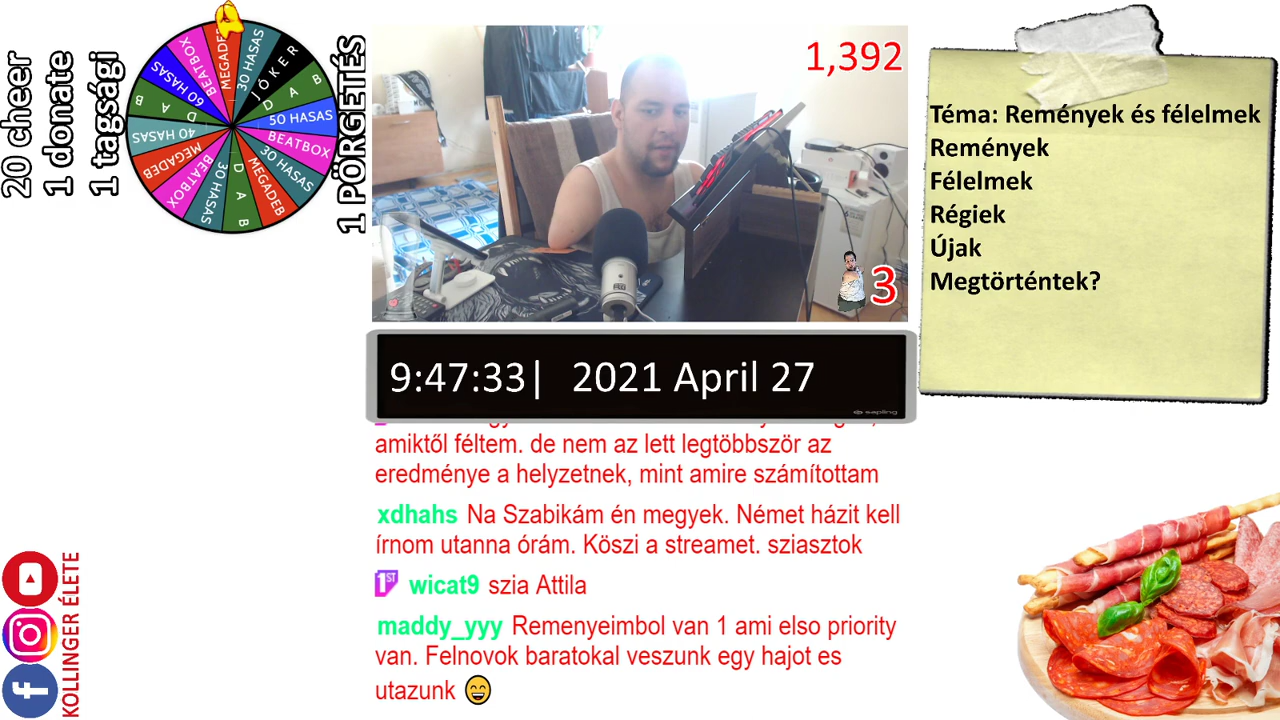 20 cheer
1 donate
1 tagsági
1 PÖRGETÉS
MEGADEB
30 HASAS
JÓKER
D A B
50 HASAS
BEATBOX
30 HASAS
MEGADEB
D A B
30 HASAS
BEATBOX
MEGADEB
40 HASAS
D A B
60 HASAS
BEATBOX
1,392
3
Téma: Remények és félelmek
Remények
Félelmek
Régiek
Újak
Megtörténtek?
9:47:33| 2021 April 27
sapling
amiktől féltem. de nem az lett legtöbbször az
eredménye a helyzetnek, mint amire számítottam
xdhahs Na Szabikám én megyek. Német házit kell
írnom utanna órám. Köszi a streamet. sziasztok
1ST wicat9 szia Attila
maddy_yyy Remenyeimbol van 1 ami elso priority
van. Felnovok baratokal veszunk egy hajot es
utazunk
KOLLINGER ÉLETE